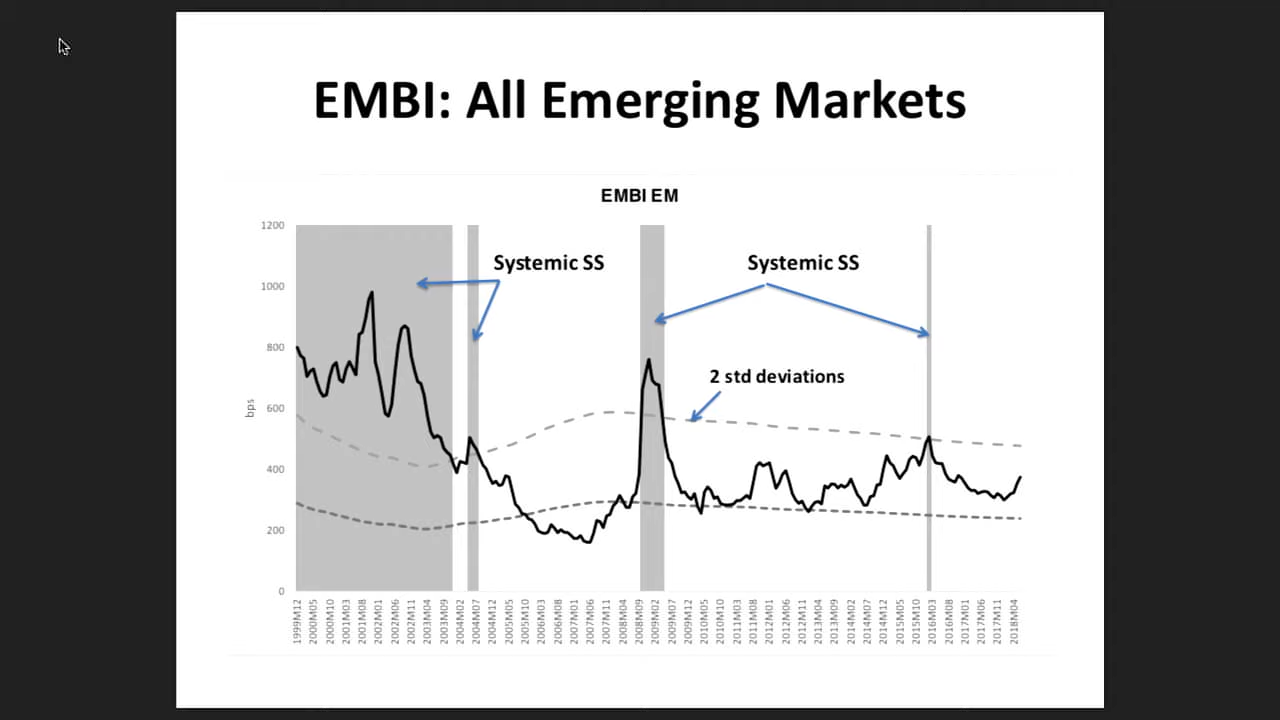 EMBI: All Emerging Markets
EMBI EM
1200
1000
800
600
400
200
0
bps
Systemic SS
Systemic SS
2 std deviations
1999M12
2000M05
2000M10
2001M03
2001M08
2002M01
2002M06
2002M11
2003M04
2003M09
2004M02
2004M07
2004M12
2005M05
2005M10
2006M03
2006M08
2007M01
2007M06
2007M11
2008M04
2008M09
2009M02
2009M07
2009M12
2010M05
2010M10
2011M03
2011M08
2012M01
2012M06
2012M11
2013M04
2013M09
2014M02
2014M07
2014M12
2015M05
2015M10
2016M03
2016M08
2017M01
2017M06
2017M11
2018M04